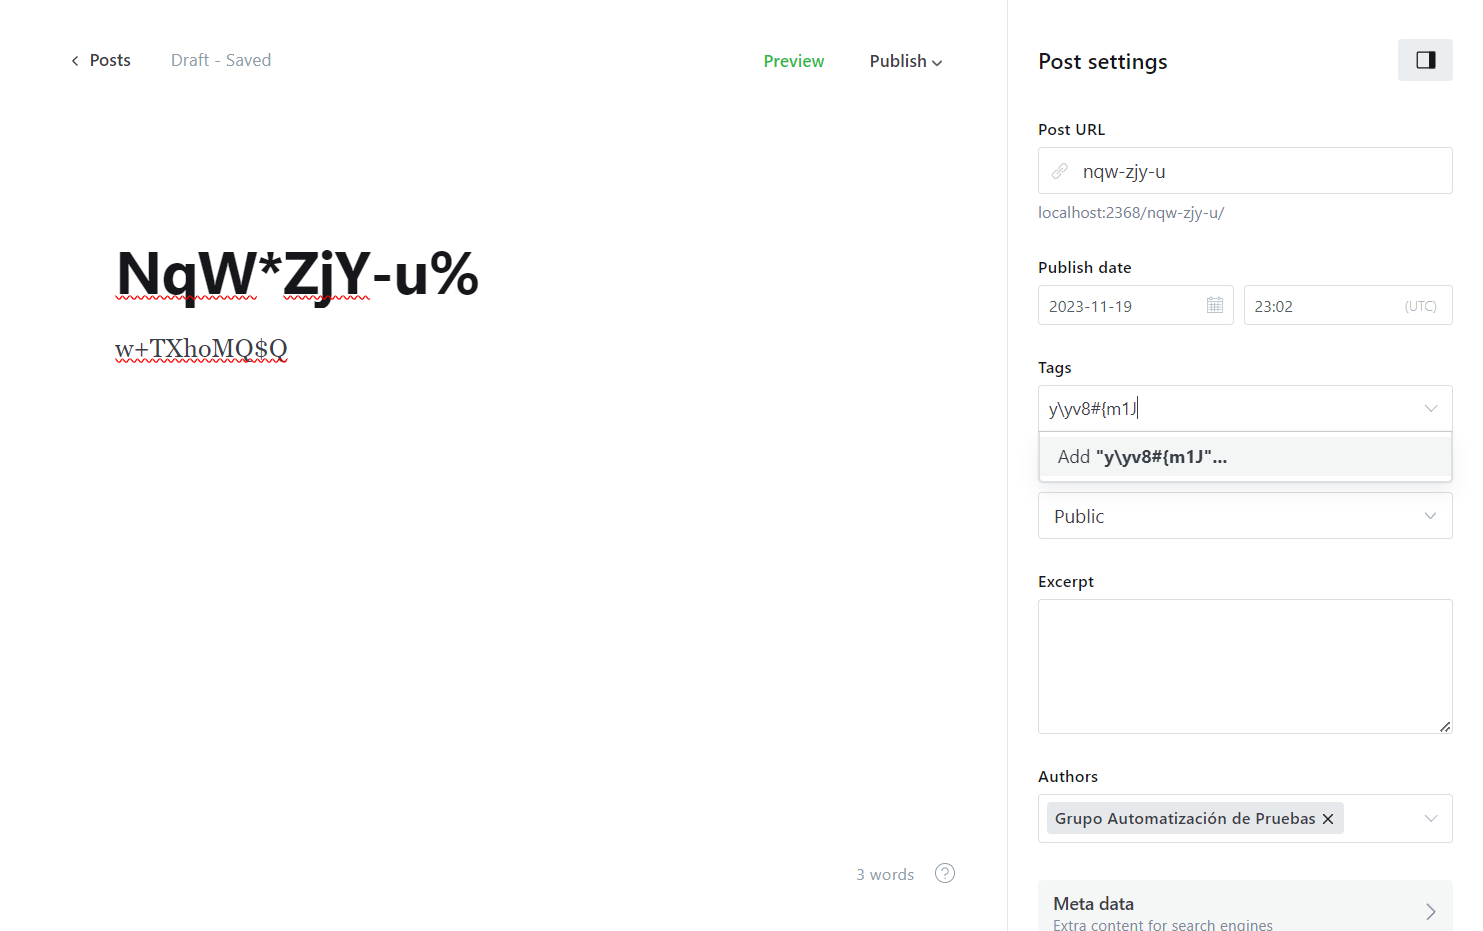 Posts
Draft - Saved
Preview
Publish
NqW*ZjY-u%
w+TXhoMQ$Q
3 words
?
Post settings
Post URL
nqw-zjy-u
localhost:2368/nqw-zjy-u/
Publish date
2023-11-19
23:02
(UTC)
Tags
y\yv8#{m1J
Add "y\yv8#{m1J"...
Public
Excerpt
Authors
Grupo Automatización de Pruebas
Meta data
Extra content for search engines